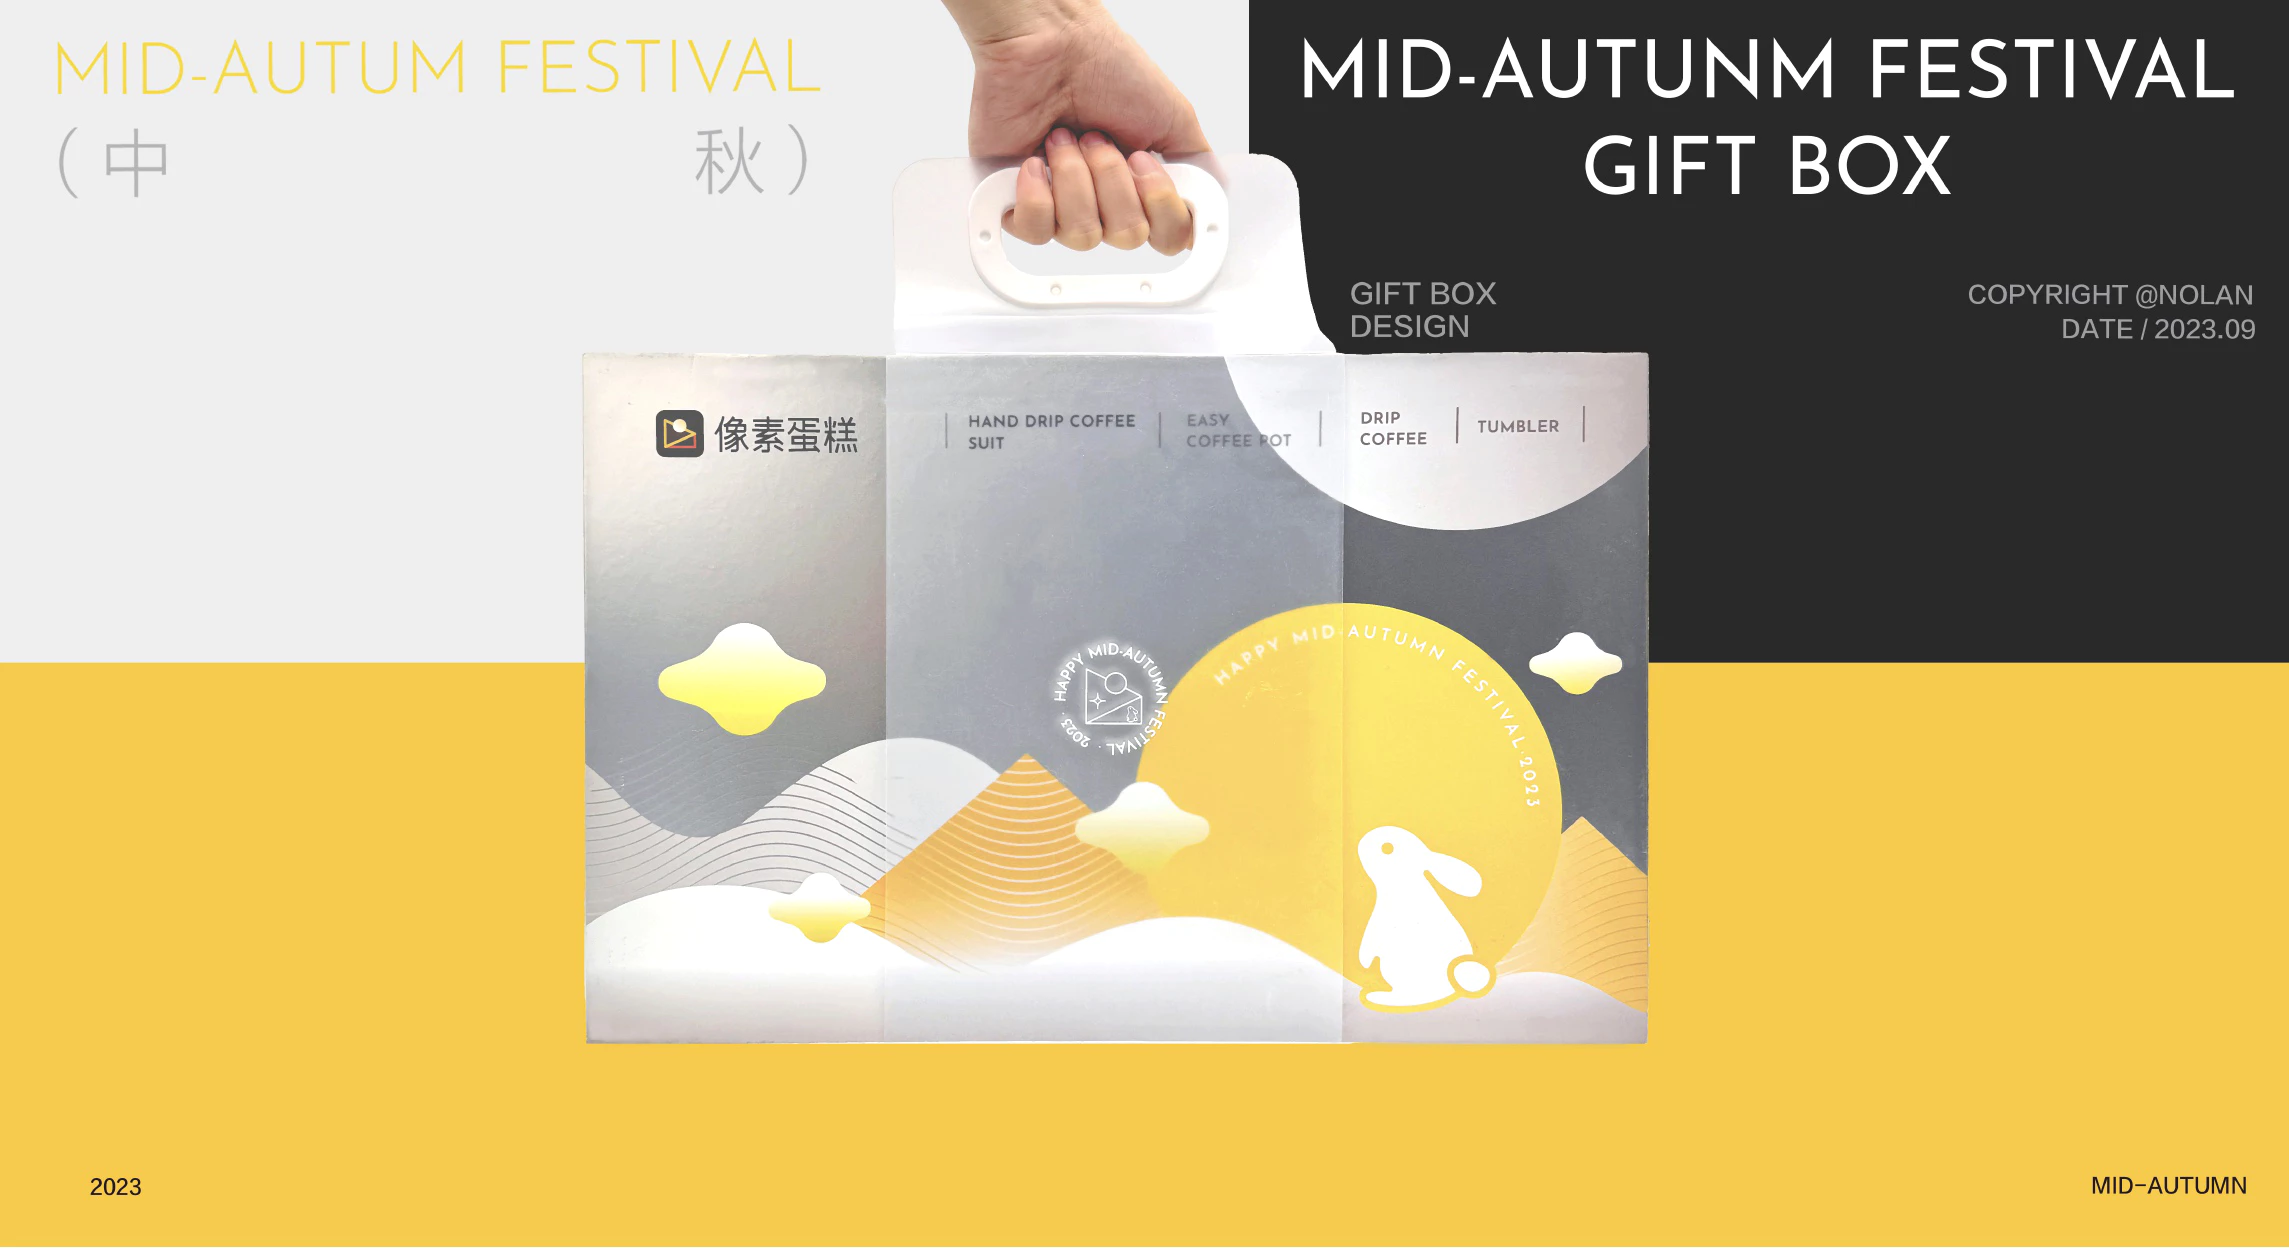 MID-AUTUM FESTIVAL
（中 秋）
MID-AUTUNM FESTIVAL
GIFT BOX
GIFT BOX
DESIGN
COPYRIGHT @NOLAN
DATE / 2023.09
像素蛋糕
HAND DRIP COFFEE
SUIT
EASY
COFFEE POT
DRIP
COFFEE
TUMBLER
HAPPY MID-AUTUMN FESTIVAL · 2023 ·
HAPPY MID-AUTUMN FESTIVAL·2023
2023
MID-AUTUMN